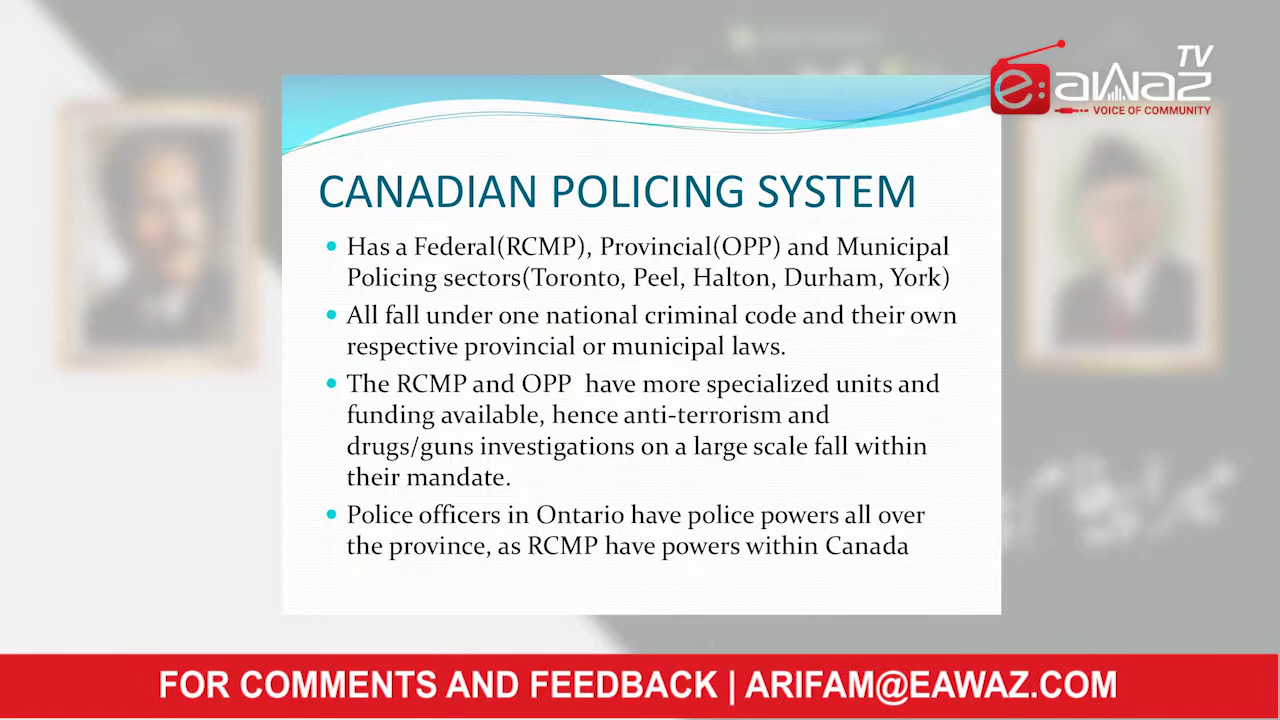 TV
e:awaz
VOICE OF COMMUNITY
CANADIAN POLICING SYSTEM
• Has a Federal(RCMP), Provincial(OPP) and Municipal
Policing sectors(Toronto, Peel, Halton, Durham, York)
• All fall under one national criminal code and their own
respective provincial or municipal laws.
• The RCMP and OPP  have more specialized units and
funding available, hence anti-terrorism and
drugs/guns investigations on a large scale fall within
their mandate.
• Police officers in Ontario have police powers all over
the province, as RCMP have powers within Canada
FOR COMMENTS AND FEEDBACK | ARIFAM@EAWAZ.COM